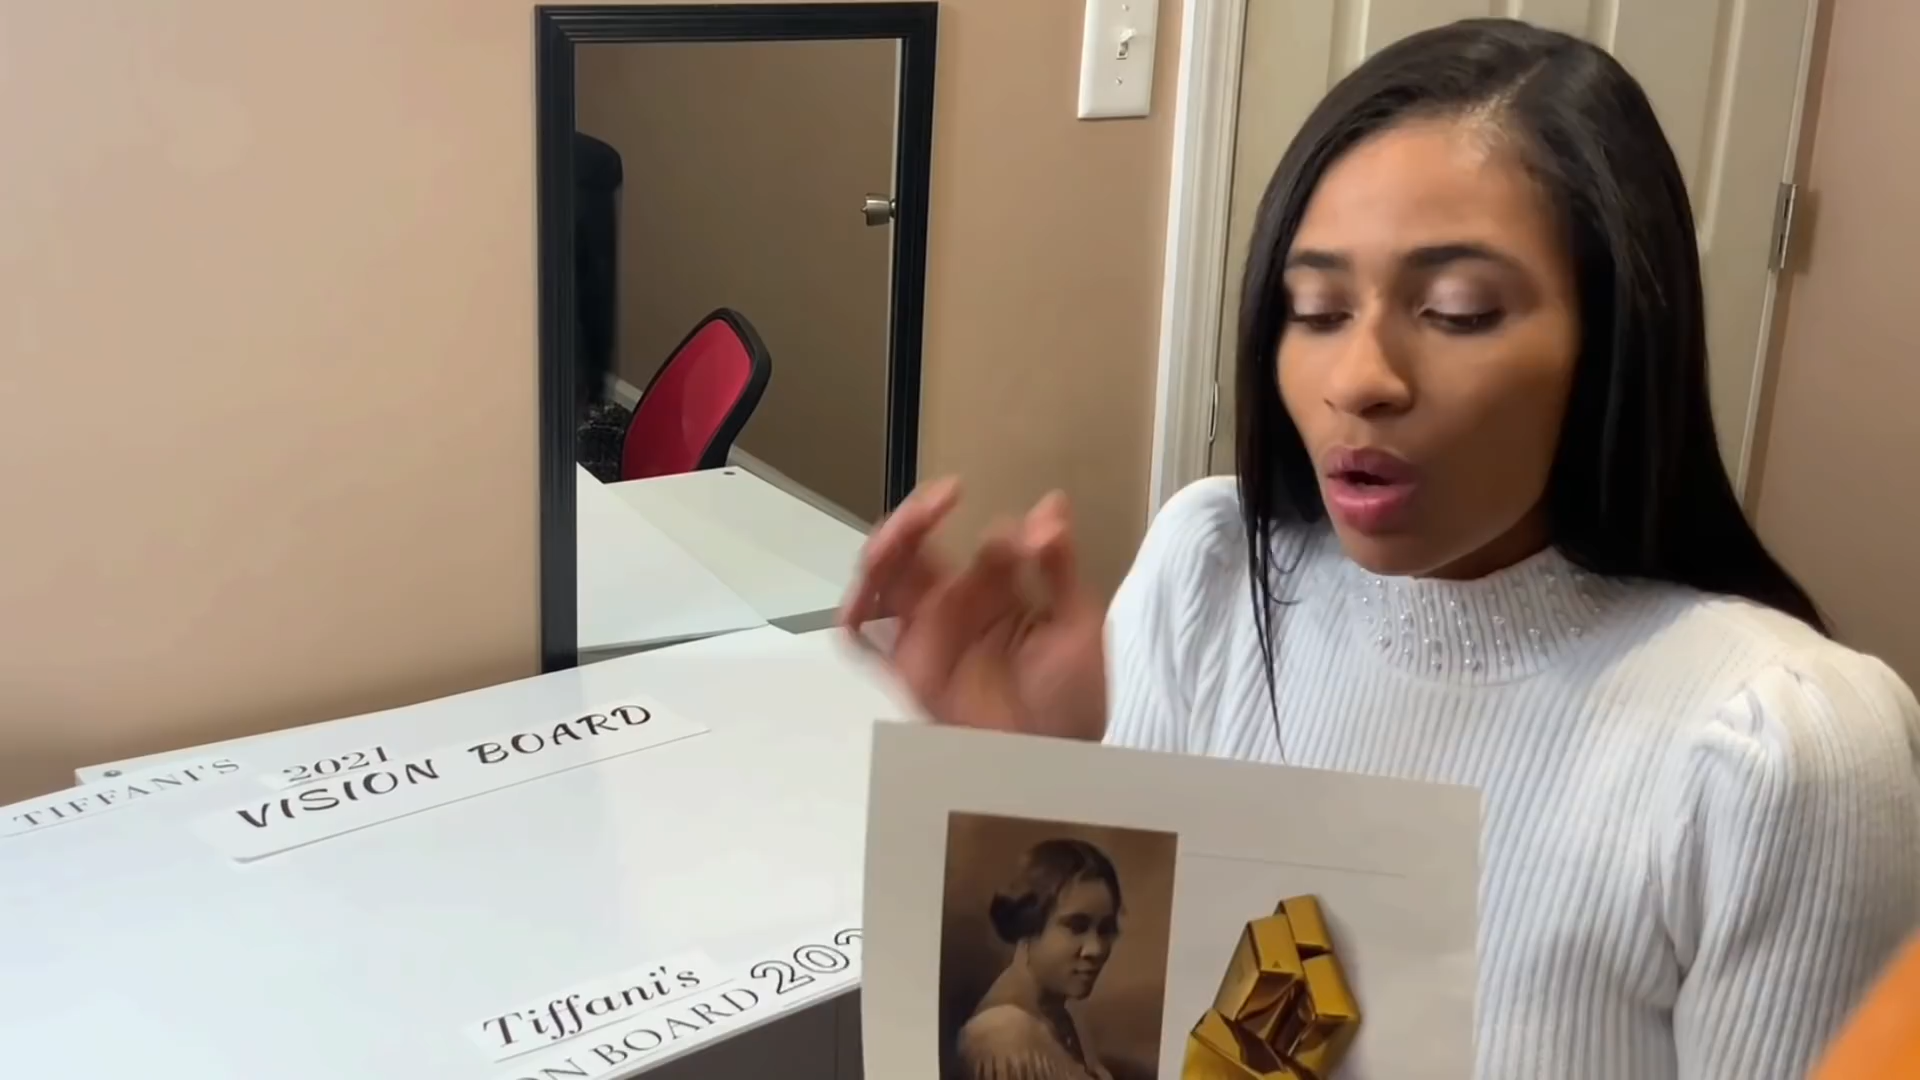 TIFFANI'S
2021
VISION BOARD
Tiffani's
ON BOARD 202